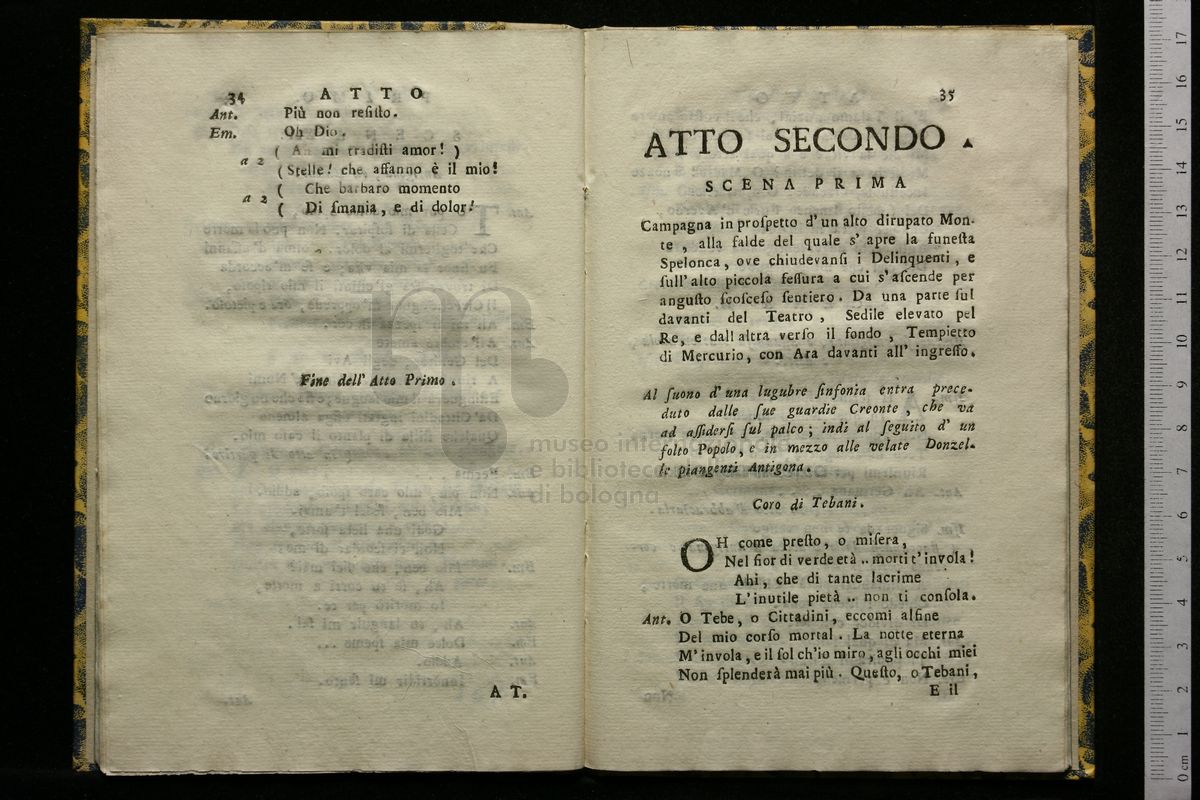 34 ATTO
Ant. Più non reſiſto.
Em. Oh Dio.
( Ah mi tradiſti amor! )
a 2 (Stelle! che affanno è il mio!
( Che barbaro momento
a 2 ( Di ſmania, e di dolor!
Fine dell' Atto Primo.
AT.
35
ATTO SECONDO.
SCENA PRIMA
Campagna in proſpetto d'un alto dirupato Mon-
te, alla falde del quale s'apre la funeſta
Spelonca, ove chiudevanſi i Delinquenti, e
ſull'alto piccola feſſura a cui s'aſcende per
anguſto ſcoſceſo ſentiero. Da una parte ſul
davanti del Teatro, Sedile elevato pel
Re, e dall altra verſo il fondo, Tempietto
di Mercurio, con Ara davanti all' ingreſſo.
Al ſuono d'una lugubre ſinfonia entra prece-
duto dalle ſue guardie Creonte, che va
ad aſſiderſi ſul palco; indi al ſeguito d' un
folto Popolo, e in mezzo alle velate Donzel-
le piangenti Antigona.
Coro di Tebani.
OH come preſto, o miſera,
Nel fior di verde età .. morti t'invola!
Ahi, che di tante lacrime
L'inutile pietà .. non ti conſola.
Ant. O Tebe, o Cittadini, eccomi alfine
Del mio corſo mortal. La notte eterna
M'invola, e il ſol ch'io miro, agli occhi miei
Non ſplenderà mai più. Queſto, o Tebani,
E il
museo internazionale
e biblioteca della musica
di bologna